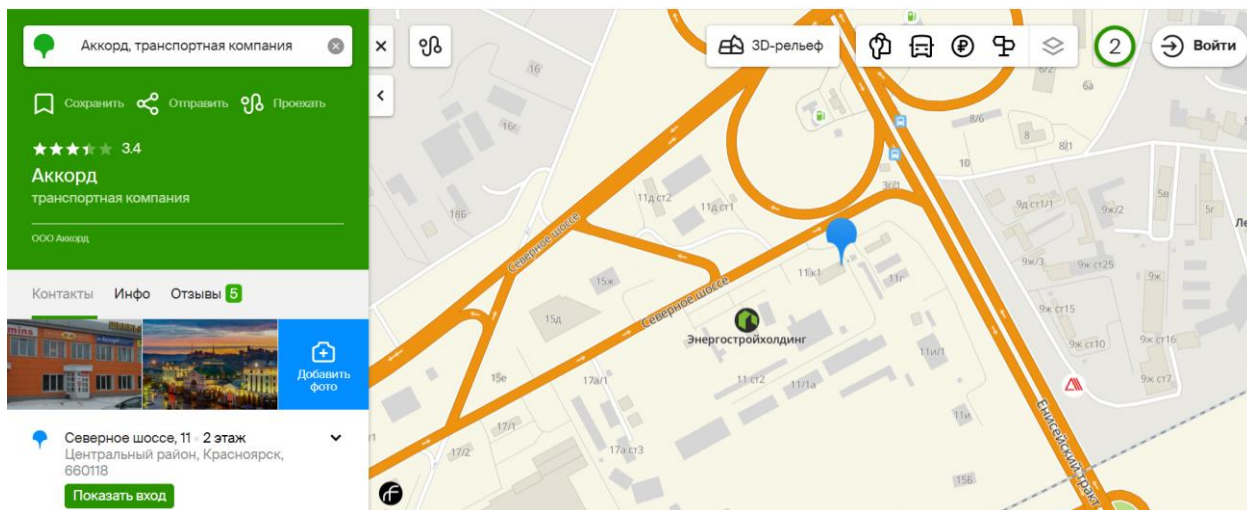 Аккорд, транспортная компания
Сохранить
Отправить
Проехать
3.4
Аккорд
транспортная компания
ООО Аккорд
Контакты
Инфо
Отзывы 5
Добавить
фото
Северное шоссе, 11 · 2 этаж
Центральный район, Красноярск,
660118
Показать вход
3D-рельеф
2
Войти
16
16г
18Б
11д ст2
11д ст1
Северное шоссе
15ж
15д
15е
17а/1
17/1
17/2
17а ст3
Северное шоссе
Энергостройхолдинг
11 ст2
11/1а
11г
11и/1
11и
15Б
Енисейский тракт
3г/1
10
8/6
8
8/1
6/2
6а
9д ст1/1
9ж/2
5в
5г
9ж/3
9ж ст25
9ж
9ж ст15
9ж ст10
9ж ст16
9ж ст7